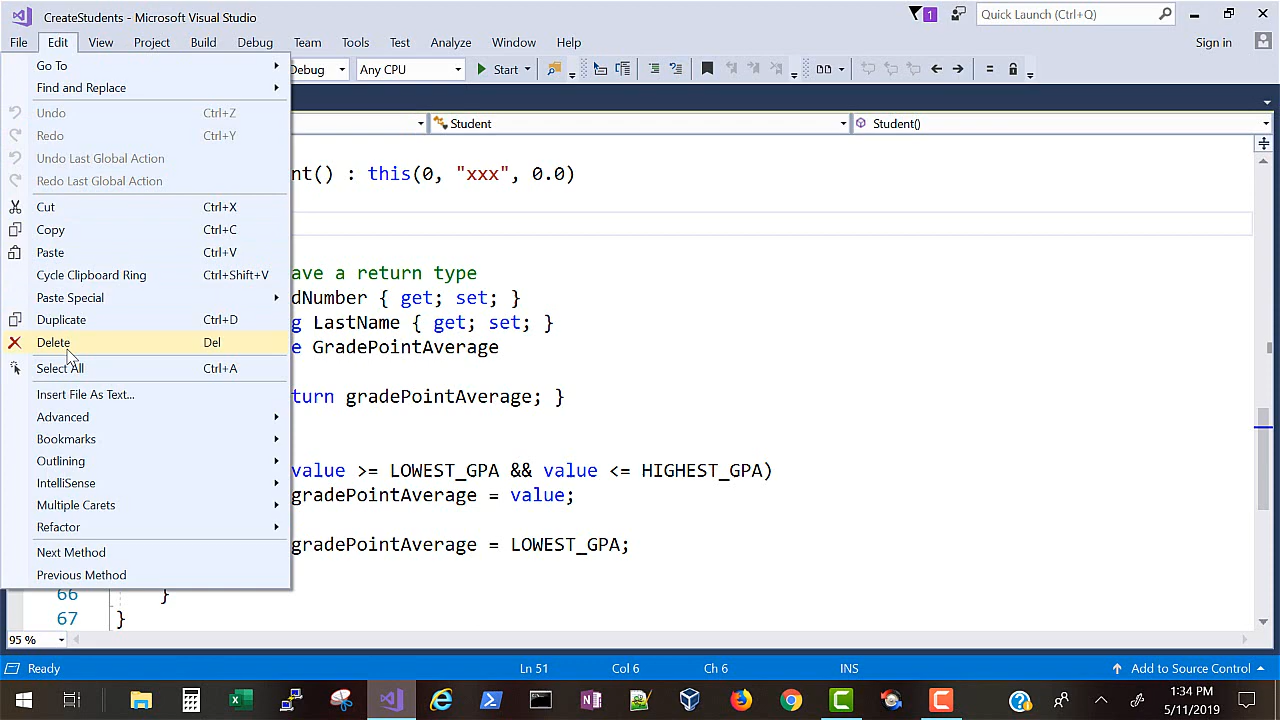 CreateStudents - Microsoft Visual Studio
1
Quick Launch (Ctrl+Q)
File Edit View Project Build Debug Team Tools Test Analyze Window Help
Sign in
Go To
Debug Any CPU Start
Find and Replace
Undo Ctrl+Z
Student Student()
Redo Ctrl+Y
Undo Last Global Action
nt() : this(0, "xxx", 0.0)
Redo Last Global Action
Cut Ctrl+X
Copy Ctrl+C
Paste Ctrl+V
Cycle Clipboard Ring Ctrl+Shift+V
ave a return type
Paste Special
dNumber { get; set; }
Duplicate Ctrl+D
g LastName { get; set; }
Delete Del
e GradePointAverage
Select All Ctrl+A
Insert File As Text...
turn gradePointAverage; }
Advanced
Bookmarks
Outlining
(value >= LOWEST_GPA && value <= HIGHEST_GPA)
IntelliSense
gradePointAverage = value;
Multiple Carets
Refactor
gradePointAverage = LOWEST_GPA;
Next Method
Previous Method
66 }
67 }
95 %
Ready Ln 51 Col 6 Ch 6 INS Add to Source Control
1:34 PM
5/11/2019